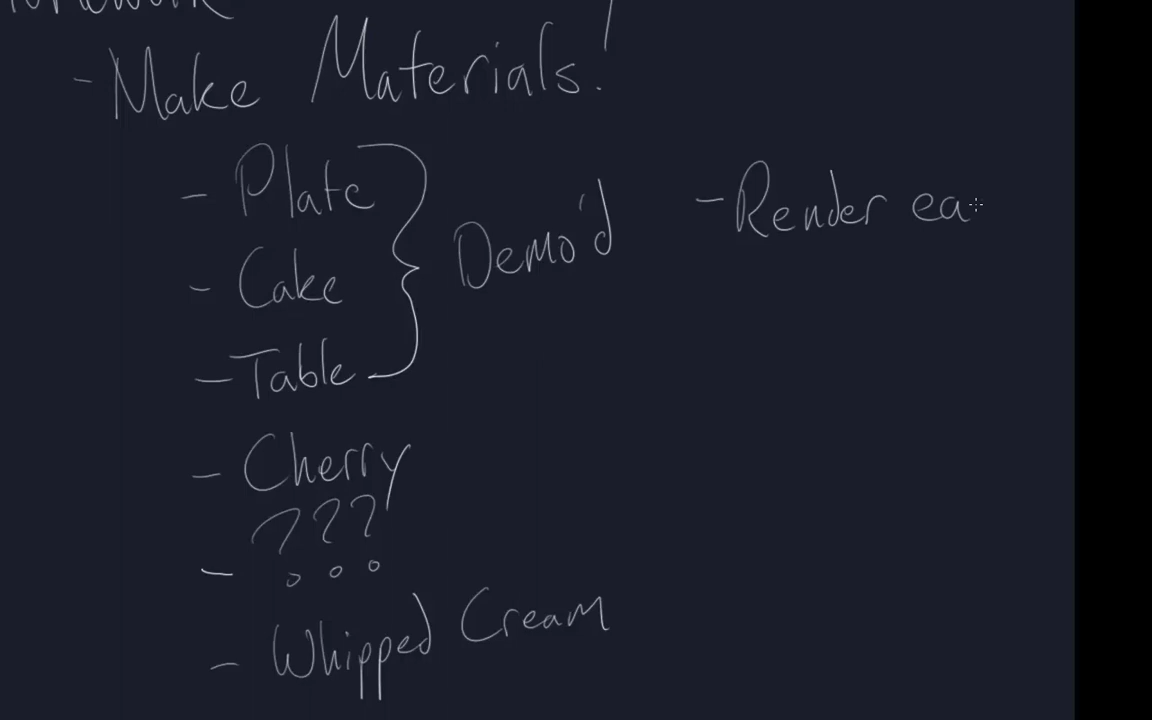 - Make Materials!
- Plate
- Cake
- Table
Demo'd
- Cherry
- ???
- Whipped Cream
- Render ea